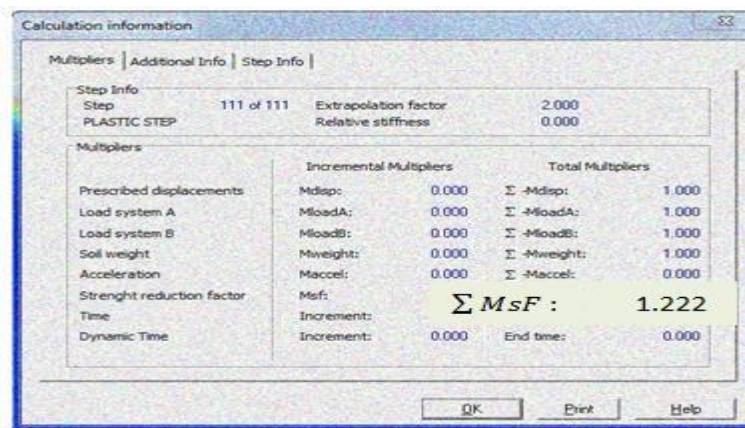 Calculation information
Multipliers Additional Info Step Info
Step Info
Step 111 of 111 Extrapolation factor 2.000
PLASTIC STEP Relative stiffness 0.000
Multipliers
Incremental Multipliers Total Multipliers
Prescribed displacements Mdisp: 0.000 Σ -Mdisp: 1.000
Load system A MloadA: 0.000 Σ -MloadA: 1.000
Load system B MloadB: 0.000 Σ -MloadB: 1.000
Soil weight Mweight: 0.000 Σ -Mweight: 1.000
Acceleration Maccel: 0.000 Σ -Maccel: 0.000
Strenght reduction factor Msf: ∑ MsF : 1.222
Time Increment:
Dynamic Time Increment: 0.000 End time: 0.000
OK Print Help